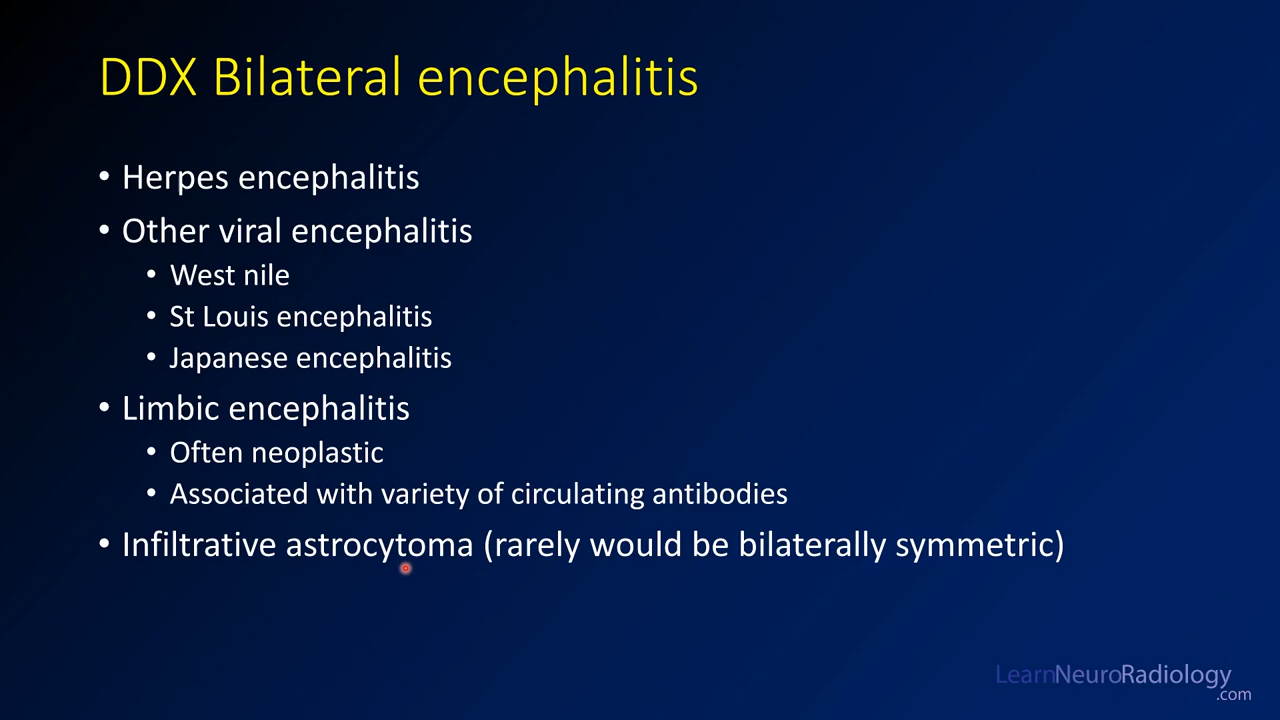 DDX Bilateral encephalitis
• Herpes encephalitis
• Other viral encephalitis
• West nile
• St Louis encephalitis
• Japanese encephalitis
• Limbic encephalitis
• Often neoplastic
• Associated with variety of circulating antibodies
• Infiltrative astrocytoma (rarely would be bilaterally symmetric)
LearnNeuroRadiology
.com